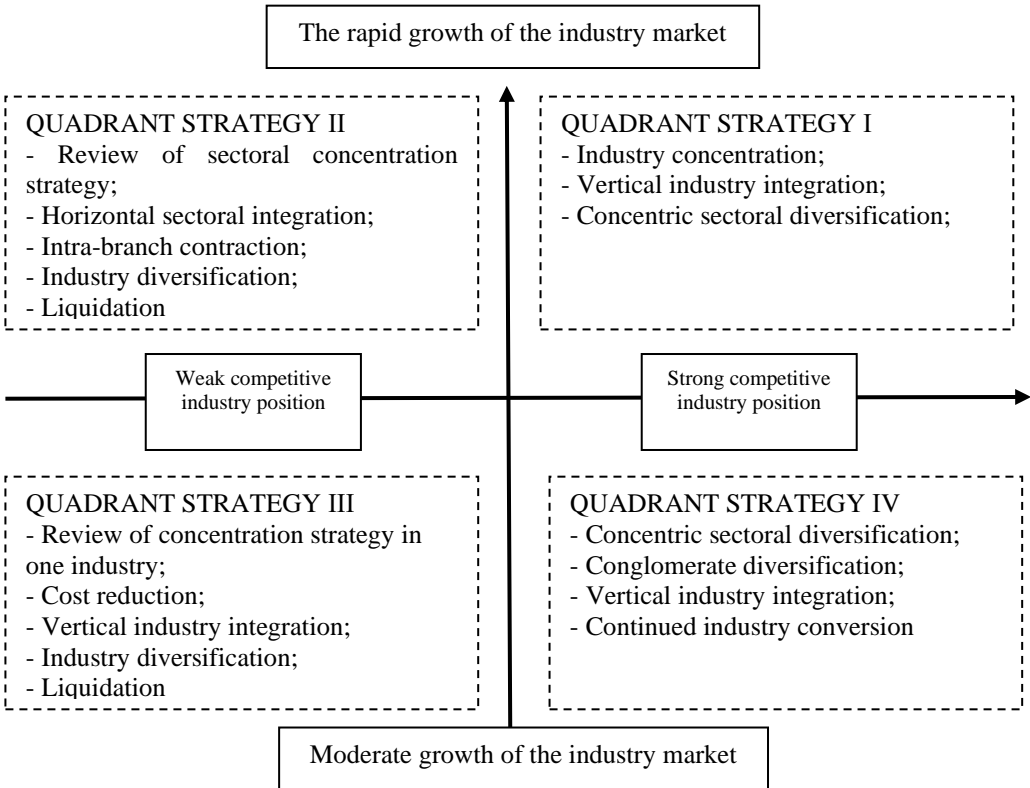 The rapid growth of the industry market
QUADRANT STRATEGY II
- Review of sectoral concentration
strategy;
- Horizontal sectoral integration;
- Intra-branch contraction;
- Industry diversification;
- Liquidation
QUADRANT STRATEGY I
- Industry concentration;
- Vertical industry integration;
- Concentric sectoral diversification;
Weak competitive
industry position
Strong competitive
industry position
QUADRANT STRATEGY III
- Review of concentration strategy in
one industry;
- Cost reduction;
- Vertical industry integration;
- Industry diversification;
- Liquidation
QUADRANT STRATEGY IV
- Concentric sectoral diversification;
- Conglomerate diversification;
- Vertical industry integration;
- Continued industry conversion
Moderate growth of the industry market